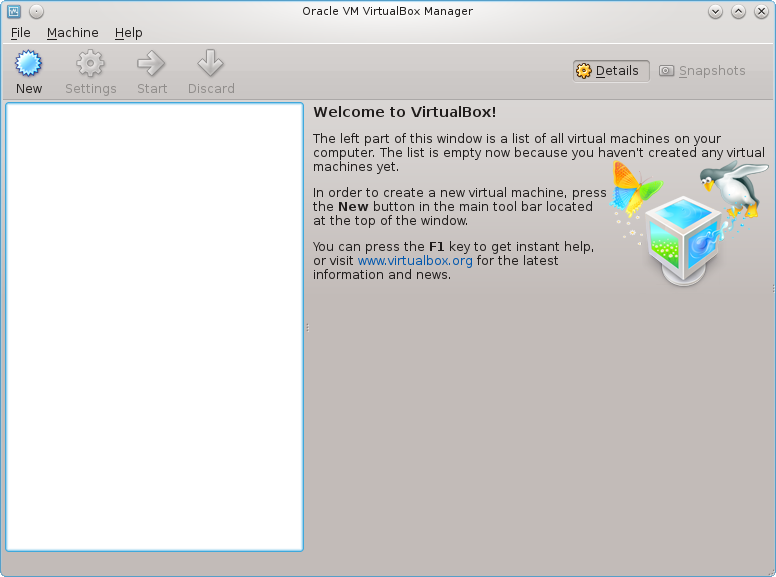 Oracle VM VirtualBox Manager
File Machine Help
New Settings Start Discard Details Snapshots
Welcome to VirtualBox!
The left part of this window is a list of all virtual machines on your
computer. The list is empty now because you haven't created any virtual
machines yet.
In order to create a new virtual machine, press
the New button in the main tool bar located
at the top of the window.
You can press the F1 key to get instant help,
or visit www.virtualbox.org for the latest
information and news.